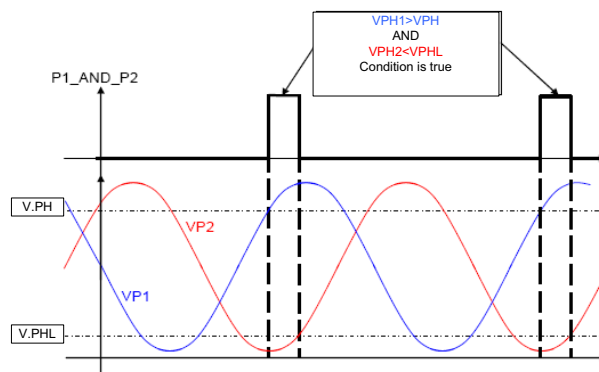 VPH1>VPH
AND
VPH2<VPHL
Condition is true
P1_AND_P2
V.PH
VP2
VP1
V.PHL